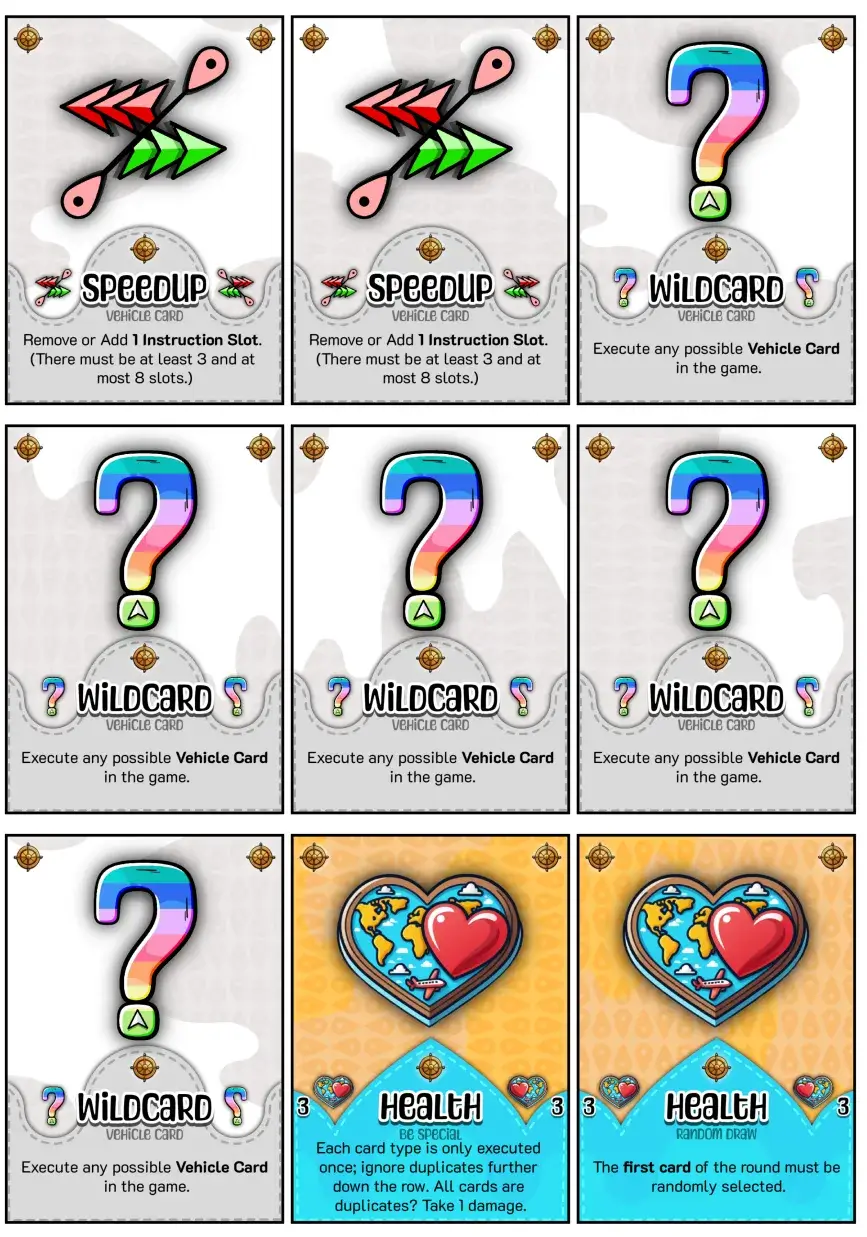 SPEEDUP
VEHICLE CARD
Remove or Add 1 Instruction Slot.
(There must be at least 3 and at
most 8 slots.)
SPEEDUP
VEHICLE CARD
Remove or Add 1 Instruction Slot.
(There must be at least 3 and at
most 8 slots.)
WILDCARD
VEHICLE CARD
Execute any possible Vehicle Card
in the game.
WILDCARD
VEHICLE CARD
Execute any possible Vehicle Card
in the game.
WILDCARD
VEHICLE CARD
Execute any possible Vehicle Card
in the game.
WILDCARD
VEHICLE CARD
Execute any possible Vehicle Card
in the game.
WILDCARD
VEHICLE CARD
Execute any possible Vehicle Card
in the game.
3 HEALTH 3
BE SPECIAL
Each card type is only executed
once; ignore duplicates further
down the row. All cards are
duplicates? Take 1 damage.
3 HEALTH 3
RANDOM DRAW
The first card of the round must be
randomly selected.